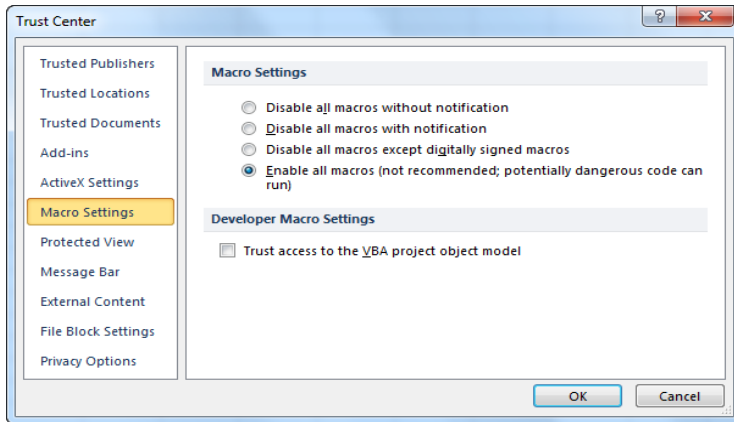 Trust Center
Trusted Publishers
Trusted Locations
Trusted Documents
Add-ins
ActiveX Settings
Macro Settings
Protected View
Message Bar
External Content
File Block Settings
Privacy Options
Macro Settings
Disable all macros without notification
Disable all macros with notification
Disable all macros except digitally signed macros
Enable all macros (not recommended; potentially dangerous code can
run)
Developer Macro Settings
Trust access to the VBA project object model
OK
Cancel